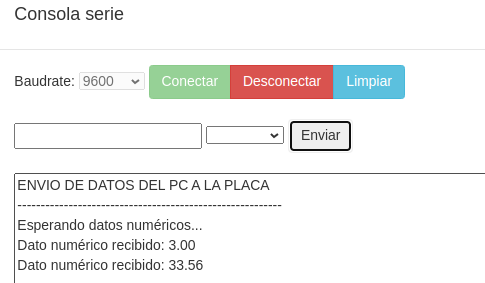 Consola serie
Baudrate: 9600 Conectar Desconectar Limpiar
Enviar
ENVIO DE DATOS DEL PC A LA PLACA
--------------------------------------------------------
Esperando datos numéricos...
Dato numérico recibido: 3.00
Dato numérico recibido: 33.56